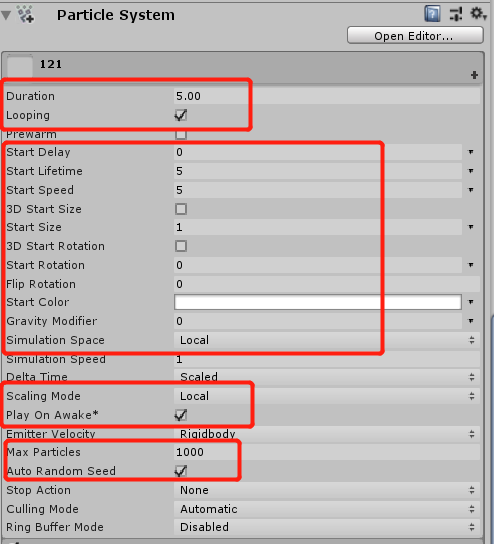 Particle System
Open Editor...
121
Duration 5.00
Looping
Prewarm
Start Delay 0
Start Lifetime 5
Start Speed 5
3D Start Size
Start Size 1
3D Start Rotation
Start Rotation 0
Flip Rotation 0
Start Color
Gravity Modifier 0
Simulation Space Local
Simulation Speed 1
Delta Time Scaled
Scaling Mode Local
Play On Awake*
Emitter Velocity Rigidbody
Max Particles 1000
Auto Random Seed
Stop Action None
Culling Mode Automatic
Ring Buffer Mode Disabled